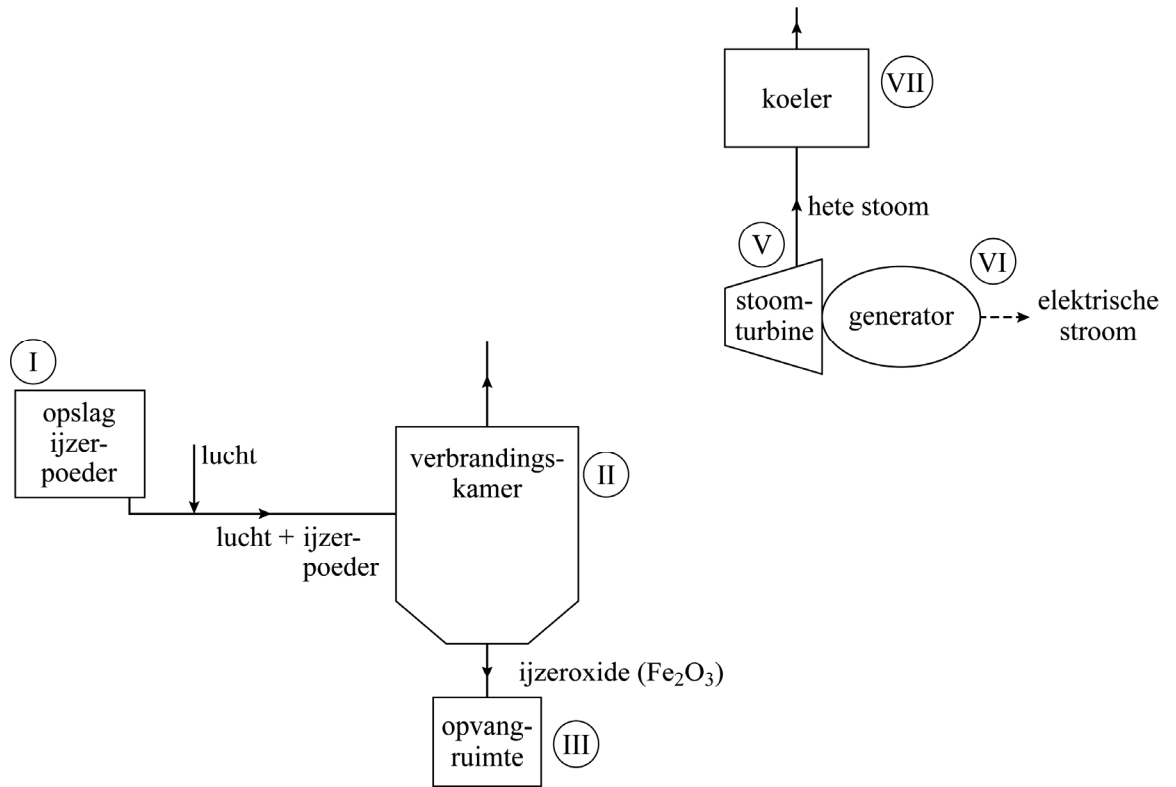 VII
koeler
hete stoom
V
VI
stoom-
turbine
generator
elektrische
stroom
I
opslag
ijzer-
poeder
lucht
lucht + ijzer-
poeder
verbrandings-
kamer
II
ijzeroxide (Fe₂O₃)
opvang-
ruimte
III